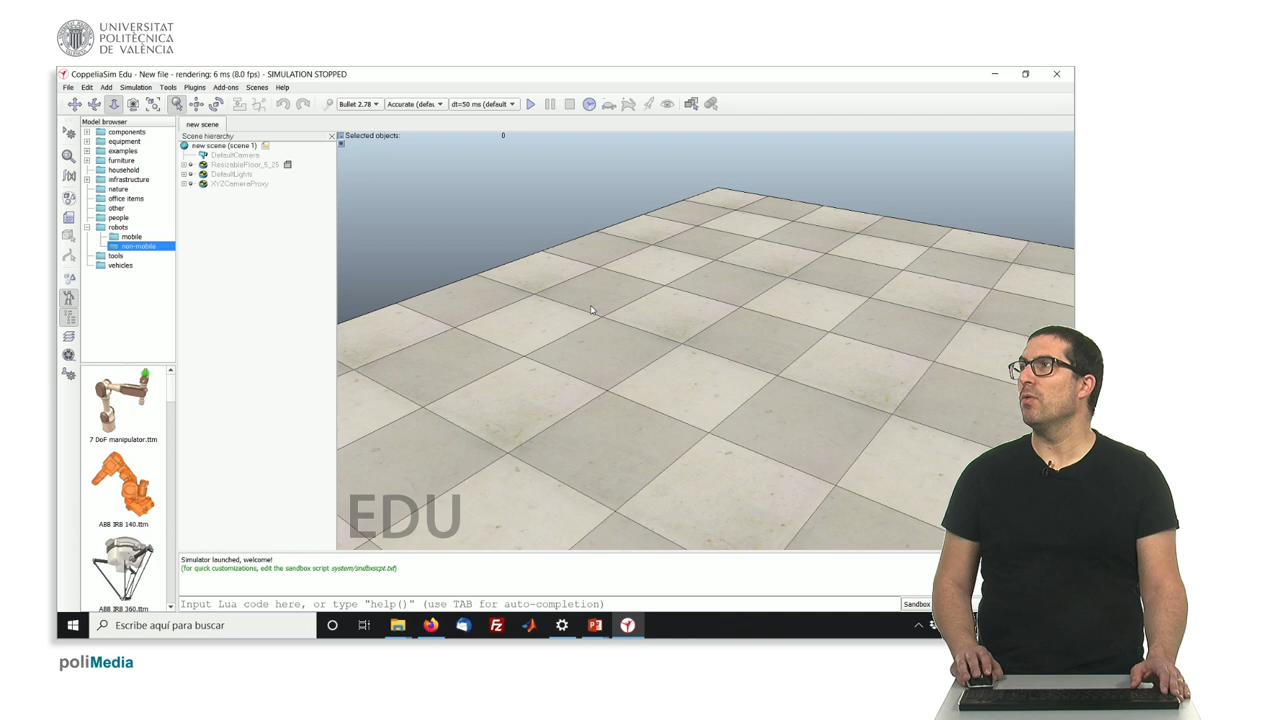 UNIVERSITAT
POLITÈCNICA
DE VALÈNCIA
CoppeliaSim Edu - New file - rendering: 6 ms (8.0 fps) - SIMULATION STOPPED
File Edit Add Simulation Tools Plugins Add-ons Scenes Help
Bullet 2.78 Accurate (defau dt=50 ms (default
Model browser
new scene
components
equipment
examples
furniture
household
infrastructure
nature
office items
other
people
robots
mobile
non-mobile
tools
vehicles
Scene hierarchy
new scene (scene 1)
DefaultCamera
ResizableFloor_5_25
DefaultLights
XYZCameraProxy
Selected objects: 0
7 DoF manipulator.ttm
ABB IRB 140.ttm
ABB IRB 360.ttm
EDU
Simulator launched, welcome!
(for quick customizations, edit the sandbox script system/sndbxscpt.txt)
Input Lua code here, or type "help()" (use TAB for auto-completion)
Sandbox
Escribe aquí para buscar
poliMedia